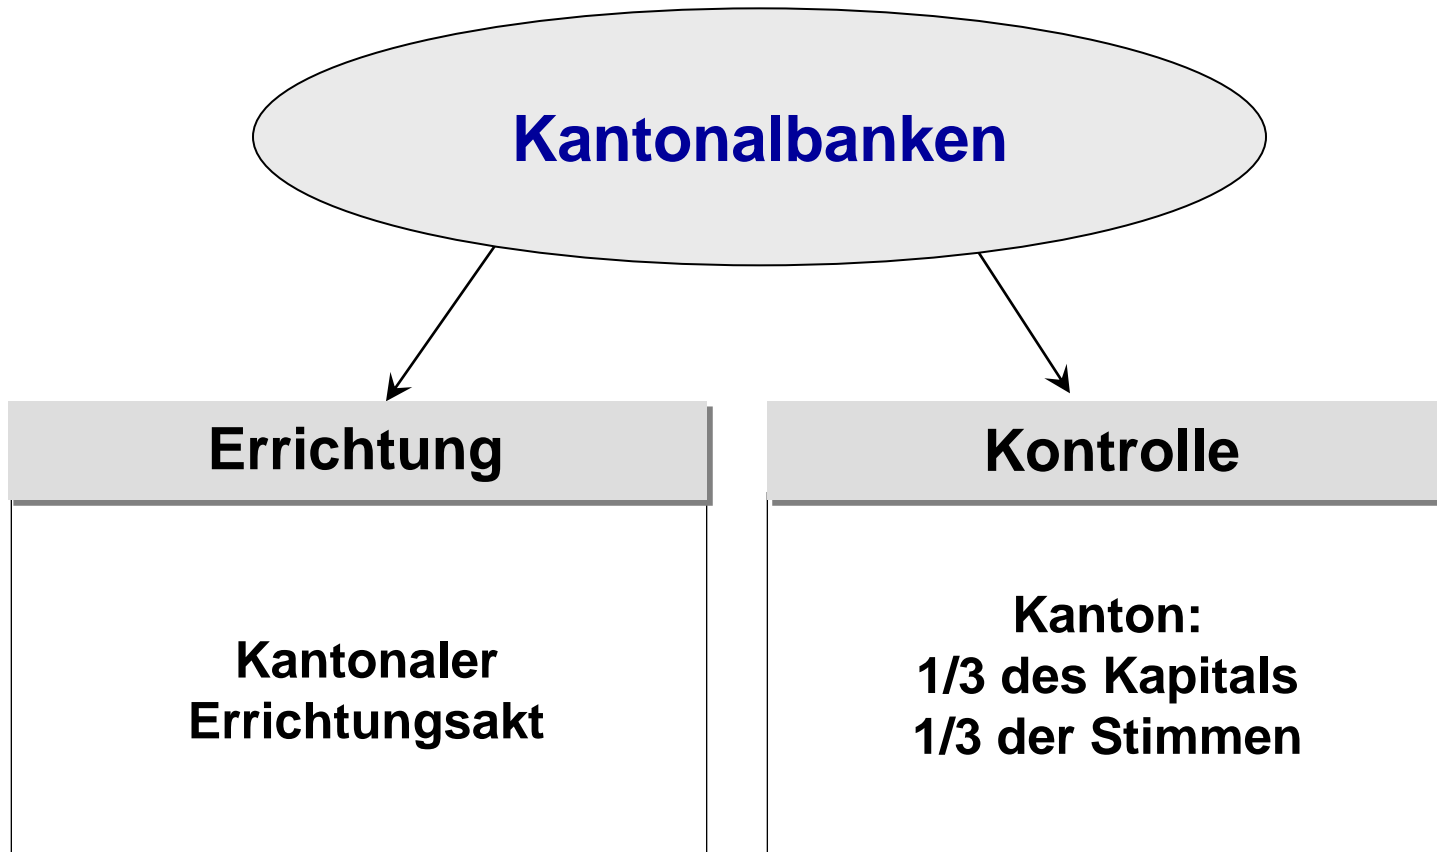 Kantonalbanken
Errichtung
Kantonaler
Errichtungsakt
Kontrolle
Kanton:
1/3 des Kapitals
1/3 der Stimmen